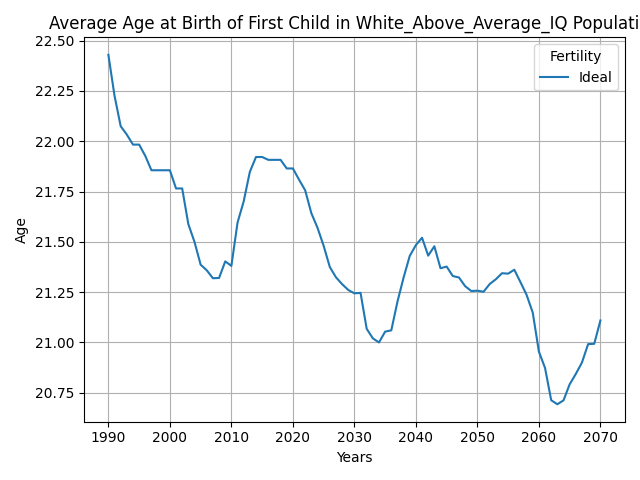 Average Age at Birth of First Child in White_Above_Average_IQ Populati
22.50
22.25
22.00
21.75
21.50
21.25
21.00
20.75
Age
Fertility
Ideal
1990 2000 2010 2020 2030 2040 2050 2060 2070
Years